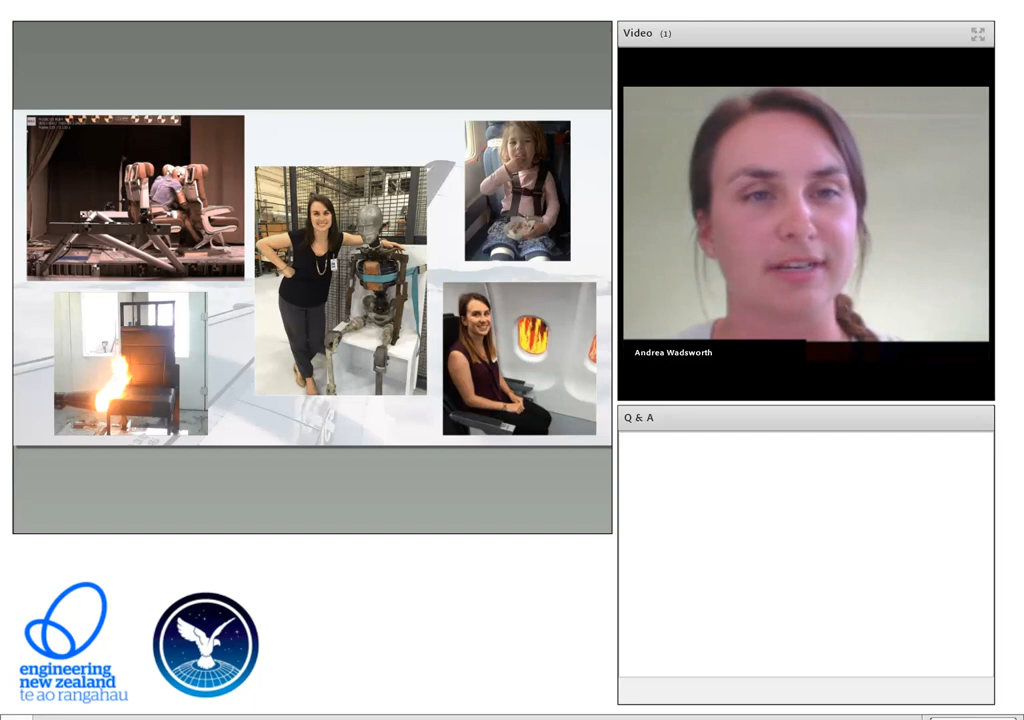 Video (1)
Andrea Wadsworth
Q & A
engineering
new zealand
te ao rangahau